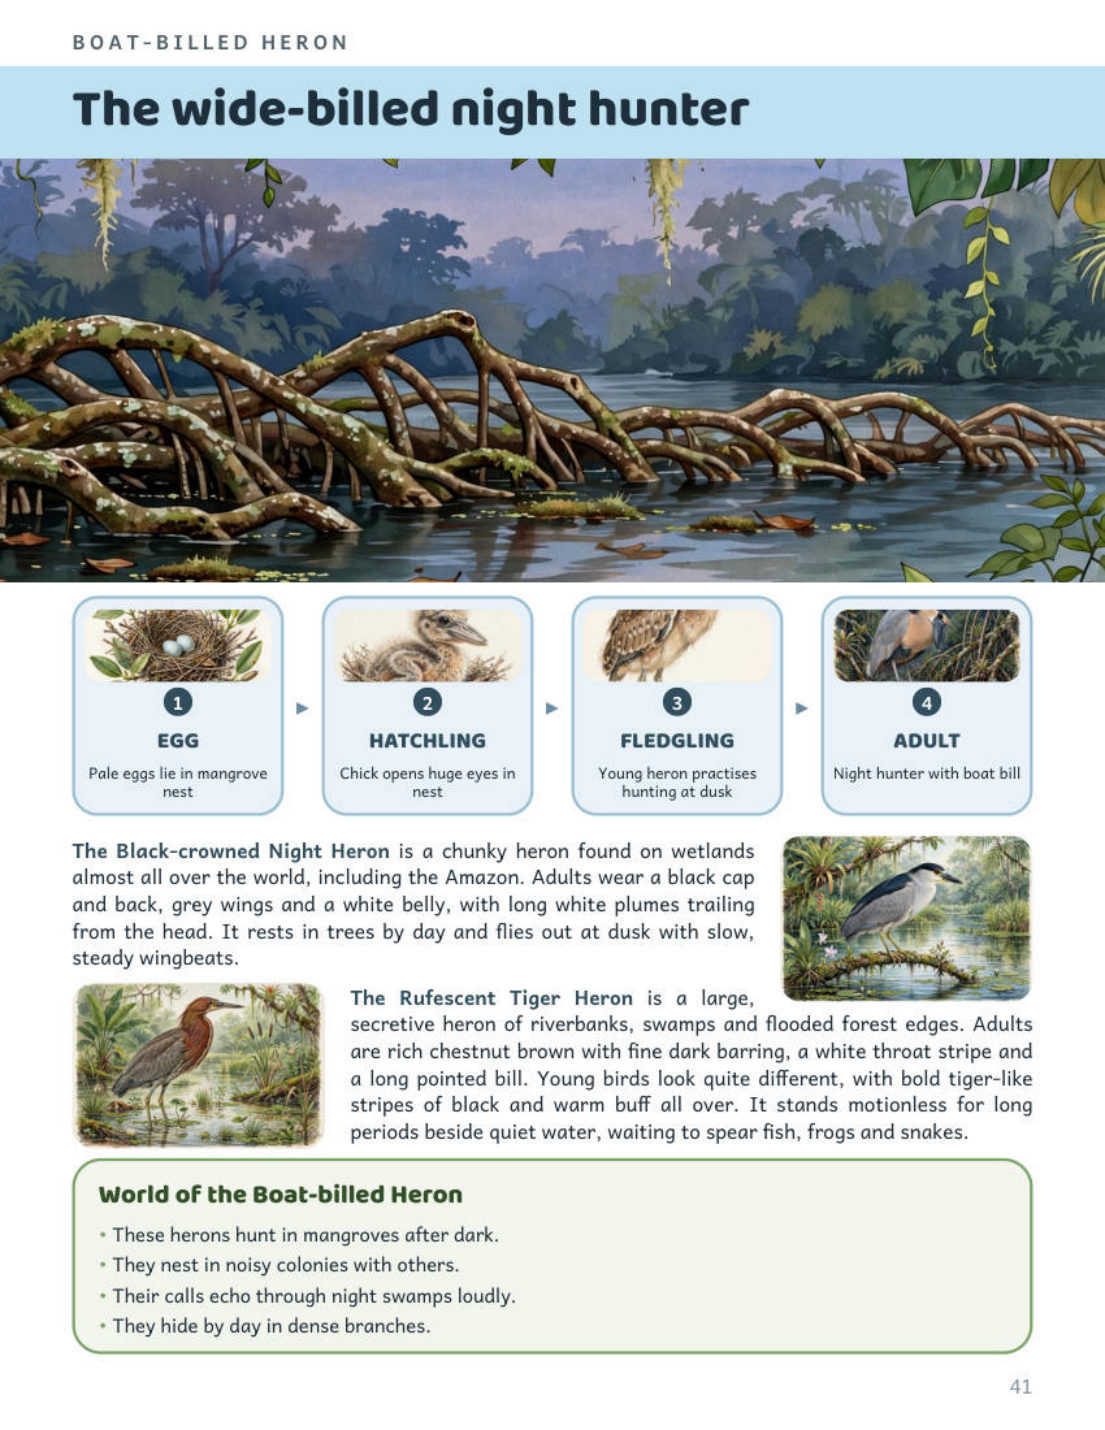 BOAT-BILLED HERON
The wide-billed night hunter
1
EGG
Pale eggs lie in mangrove
nest
2
HATCHLING
Chick opens huge eyes in
nest
3
FLEDGLING
Young heron practises
hunting at dusk
4
ADULT
Night hunter with boat bill
The Black-crowned Night Heron is a chunky heron found on wetlands
almost all over the world, including the Amazon. Adults wear a black cap
and back, grey wings and a white belly, with long white plumes trailing
from the head. It rests in trees by day and flies out at dusk with slow,
steady wingbeats.
The Rufescent Tiger Heron is a large,
secretive heron of riverbanks, swamps and flooded forest edges. Adults
are rich chestnut brown with fine dark barring, a white throat stripe and
a long pointed bill. Young birds look quite different, with bold tiger-like
stripes of black and warm buff all over. It stands motionless for long
periods beside quiet water, waiting to spear fish, frogs and snakes.
World of the Boat-billed Heron
• These herons hunt in mangroves after dark.
• They nest in noisy colonies with others.
• Their calls echo through night swamps loudly.
• They hide by day in dense branches.
41